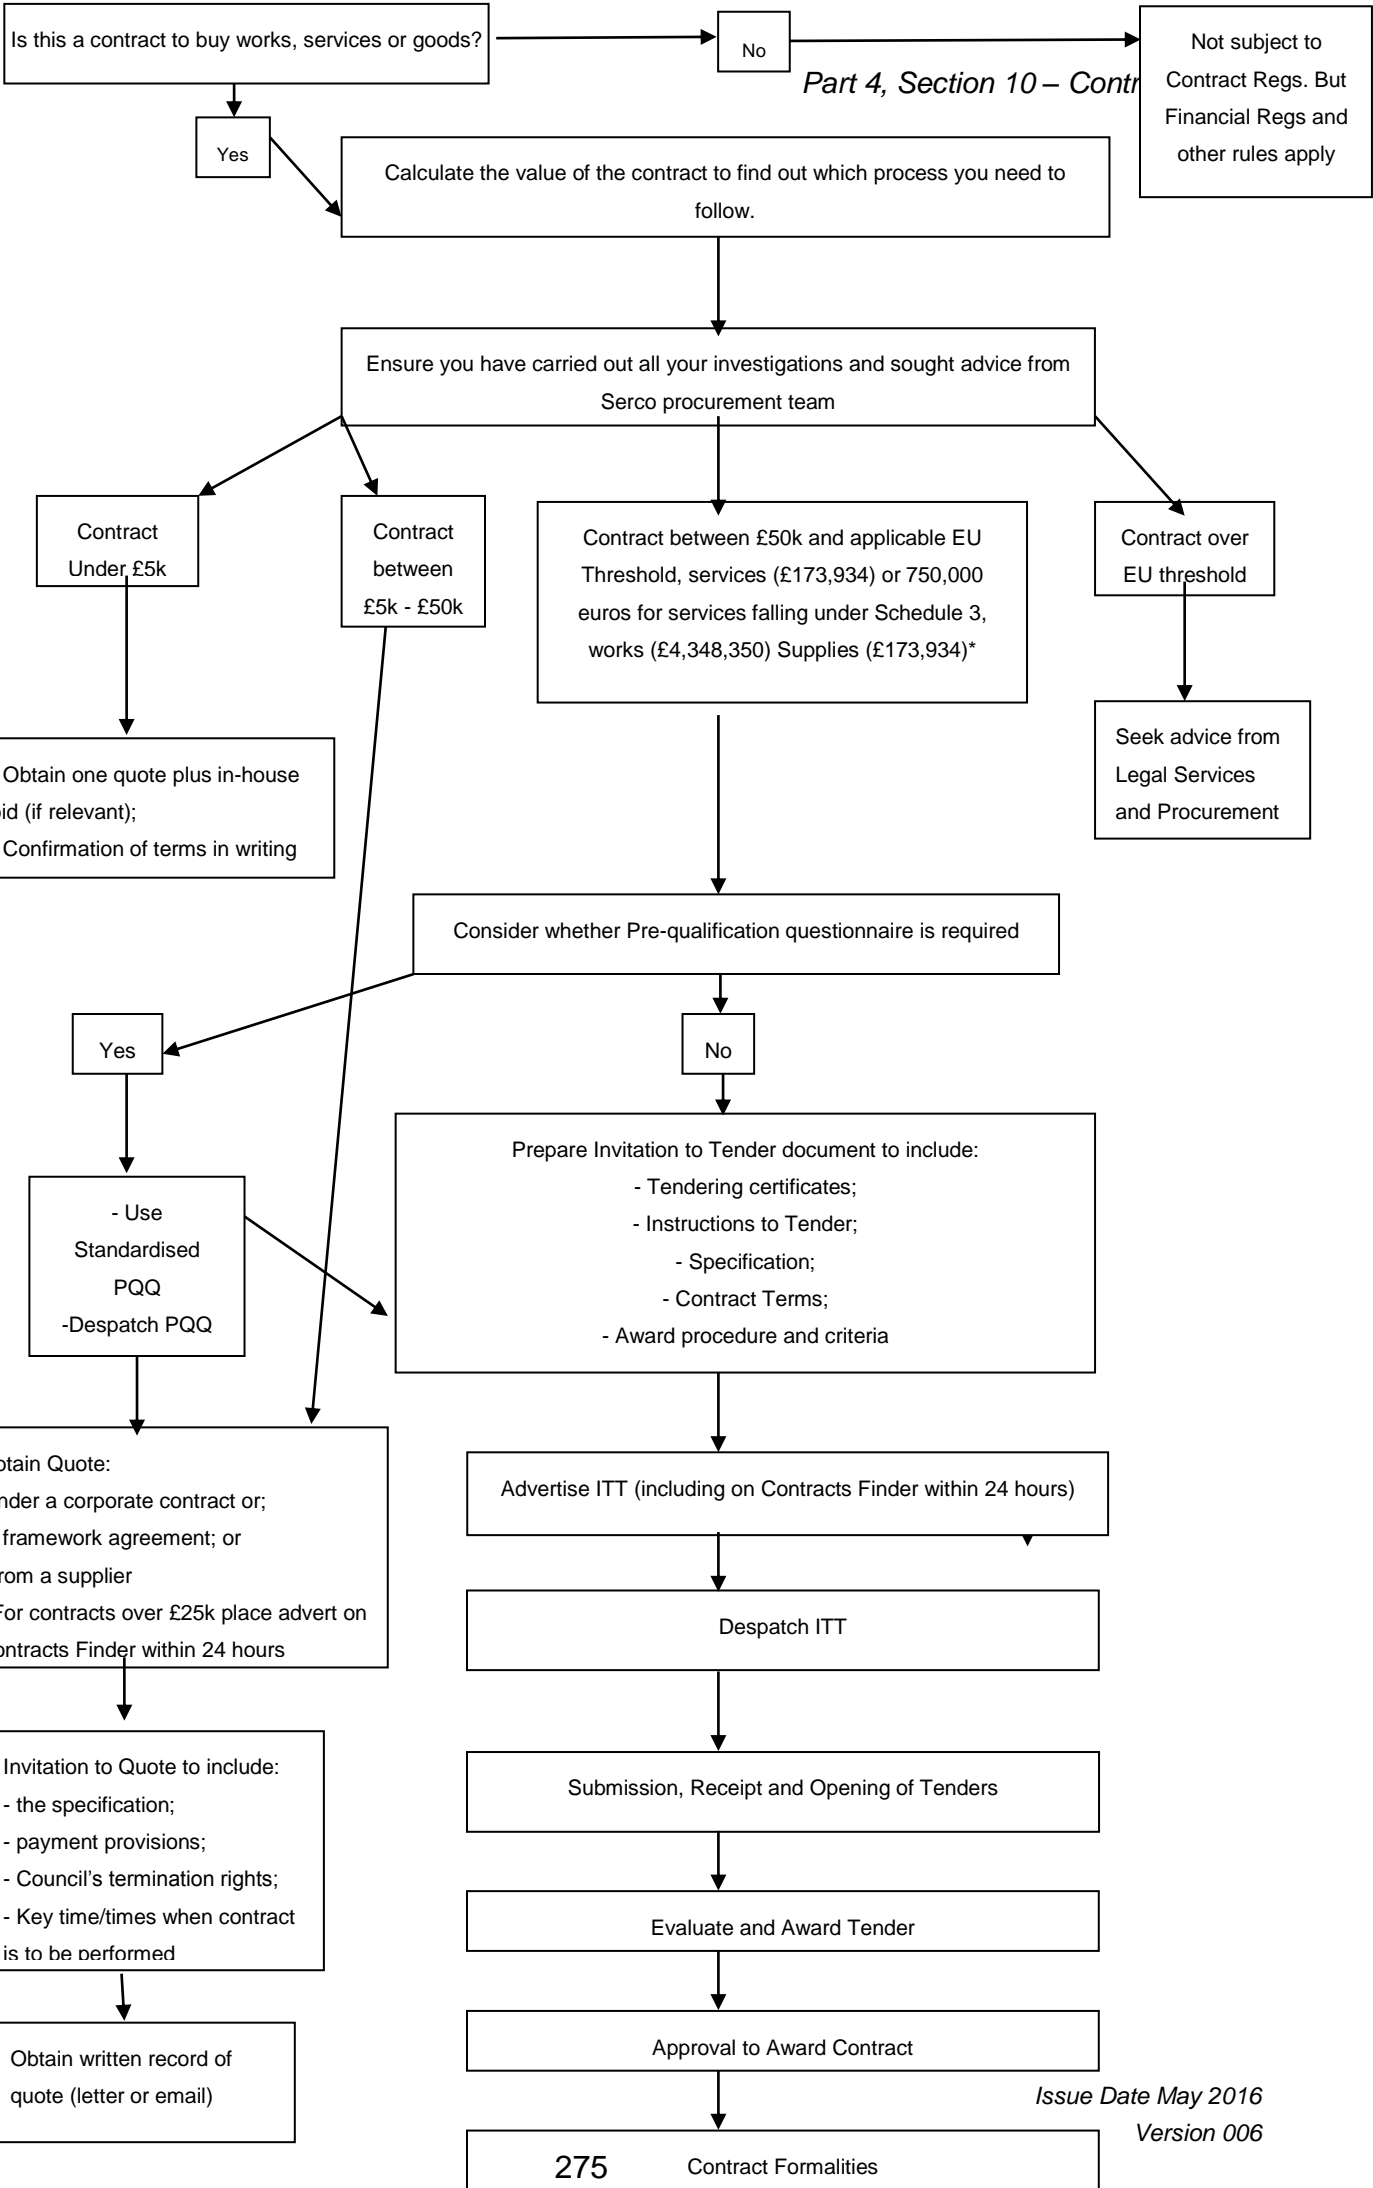 Is this a contract to buy works, services or goods?
No
Not subject to
Contract Regs. But
Financial Regs and
other rules apply
Part 4, Section 10 – Contr
Yes
Calculate the value of the contract to find out which process you need to
follow.
Ensure you have carried out all your investigations and sought advice from
Serco procurement team
Contract
Under £5k
Contract
between
£5k - £50k
Contract between £50k and applicable EU
Threshold, services (£173,934) or 750,000
euros for services falling under Schedule 3,
works (£4,348,350) Supplies (£173,934)*
Contract over
EU threshold
Obtain one quote plus in-house
id (if relevant);
Confirmation of terms in writing
Seek advice from
Legal Services
and Procurement
Consider whether Pre-qualification questionnaire is required
Yes
No
- Use
Standardised
PQQ
-Despatch PQQ
Prepare Invitation to Tender document to include:
- Tendering certificates;
- Instructions to Tender;
- Specification;
- Contract Terms;
- Award procedure and criteria
tain Quote:
nder a corporate contract or;
framework agreement; or
rom a supplier
For contracts over £25k place advert on
ontracts Finder within 24 hours
Advertise ITT (including on Contracts Finder within 24 hours)
Despatch ITT
Invitation to Quote to include:
- the specification;
- payment provisions;
- Council's termination rights;
- Key time/times when contract
is to be performed
Submission, Receipt and Opening of Tenders
Evaluate and Award Tender
Obtain written record of
quote (letter or email)
Approval to Award Contract
Issue Date May 2016
Version 006
275
Contract Formalities